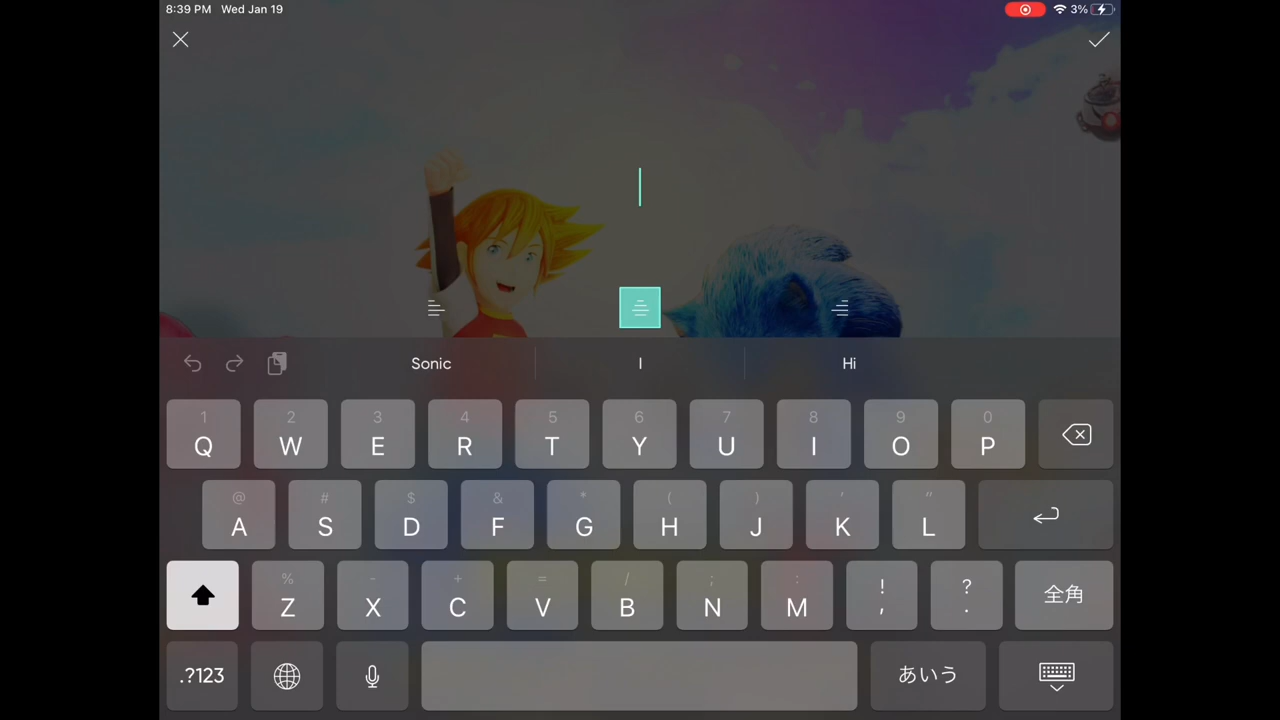 8:39 PM Wed Jan 19
3%
Sonic I Hi
1 2 3 4 5 6 7 8 9 0
Q W E R T Y U I O P
@ # $ & * ( ) ' "
A S D F G H J K L
% - + = / ; : ! ?
Z X C V B N M , . 全角
.?123 あいう